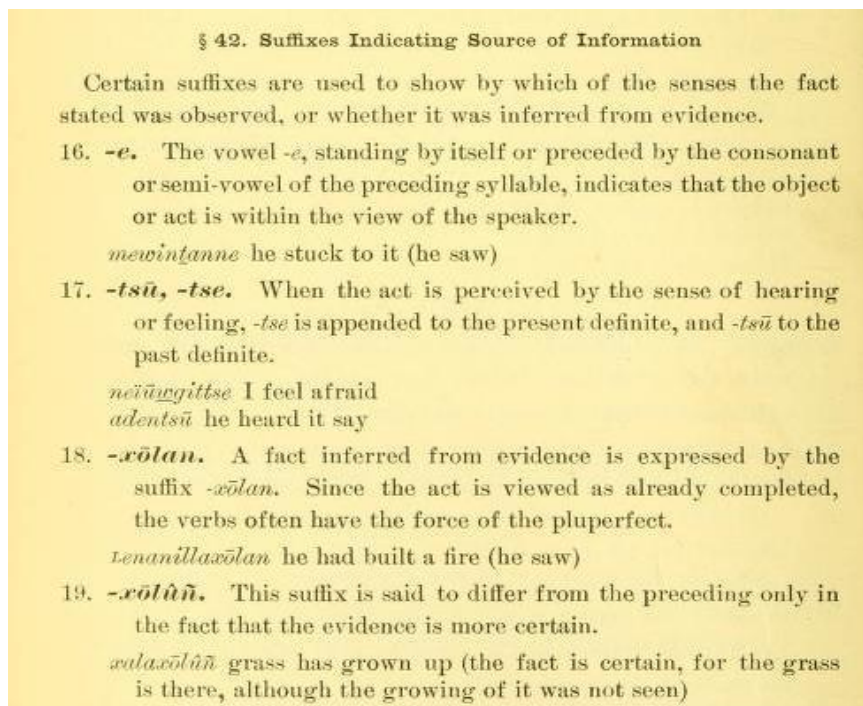 § 42. Suffixes Indicating Source of Information
Certain suffixes are used to show by which of the senses the fact
stated was observed, or whether it was inferred from evidence.
16. -e. The vowel -e, standing by itself or preceded by the consonant
or semi-vowel of the preceding syllable, indicates that the object
or act is within the view of the speaker.
mewint̤anne he stuck to it (he saw)
17. -tsū, -tse. When the act is perceived by the sense of hearing
or feeling, -tse is appended to the present definite, and -tsū to the
past definite.
neïūw̲gittse I feel afraid
adentsū he heard it say
18. -xōlan. A fact inferred from evidence is expressed by the
suffix -xōlan. Since the act is viewed as already completed,
the verbs often have the force of the pluperfect.
ʟenanillaxōlan he had built a fire (he saw)
19. -xōlûñ. This suffix is said to differ from the preceding only in
the fact that the evidence is more certain.
xalaxōlûñ grass has grown up (the fact is certain, for the grass
is there, although the growing of it was not seen)